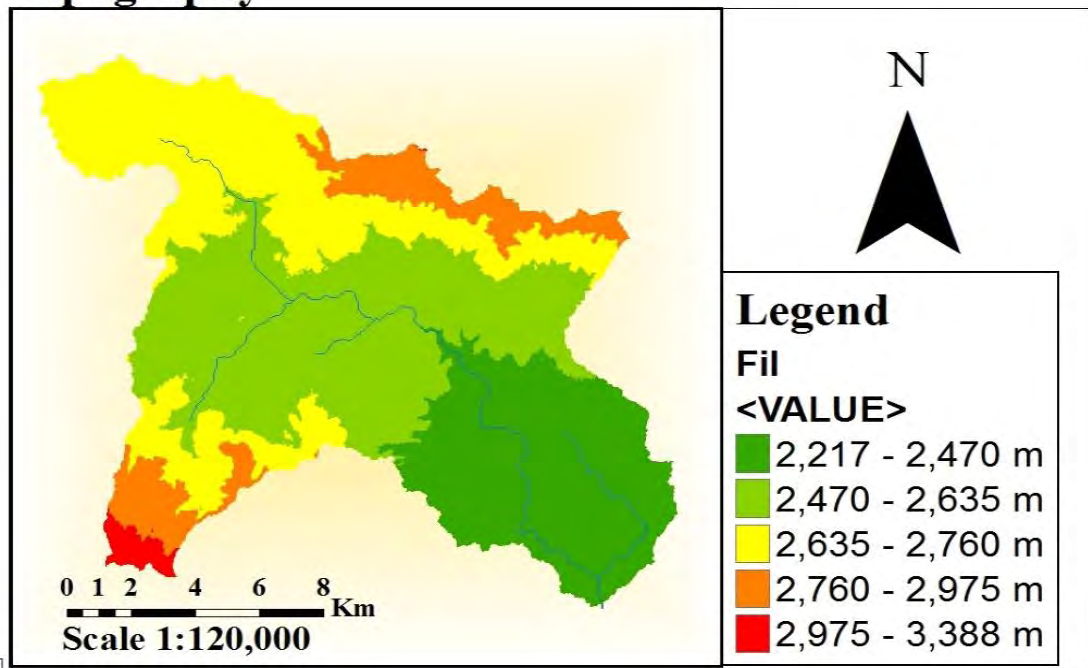 N
Legend
Fil
<VALUE>
2,217 - 2,470 m
2,470 - 2,635 m
2,635 - 2,760 m
2,760 - 2,975 m
2,975 - 3,388 m
0 1 2 4 6 8
Km
Scale 1:120,000